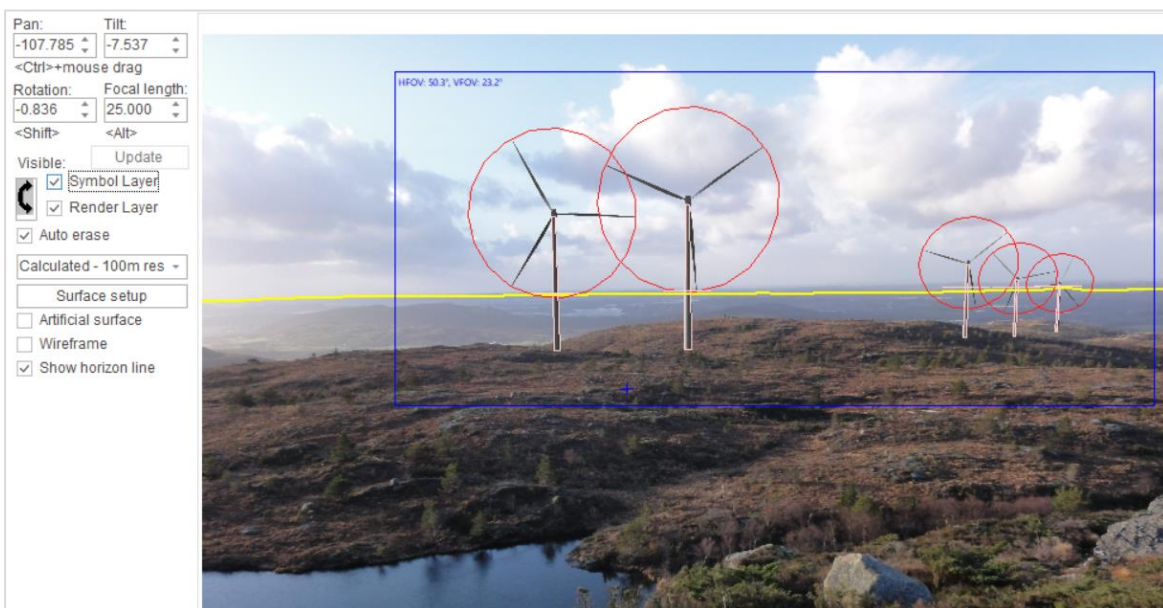 Pan: Tilt:
-107.785 -7.537
<Ctrl>+mouse drag
Rotation: Focal length:
-0.836 25.000
<Shift> <Alt>
Visible: Update
Symbol Layer
Render Layer
Auto erase
Calculated - 100m res
Surface setup
Artificial surface
Wireframe
Show horizon line
HFOV: 50.3°, VFOV: 23.2°